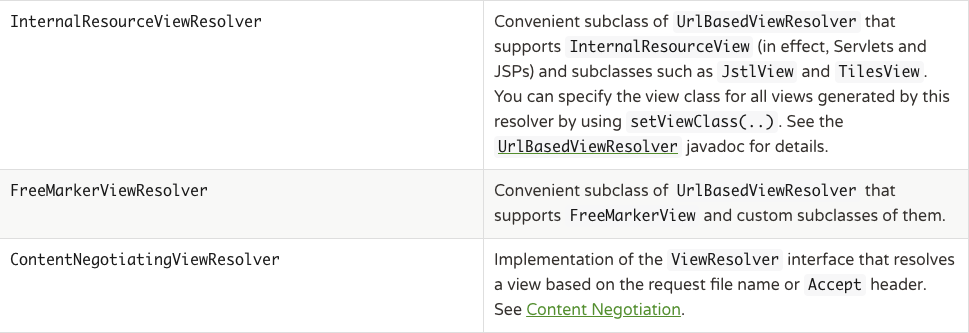 InternalResourceViewResolver
Convenient subclass of UrlBasedViewResolver that
supports InternalResourceView (in effect, Servlets and
JSPs) and subclasses such as JstlView and TilesView.
You can specify the view class for all views generated by this
resolver by using setViewClass(..). See the
UrlBasedViewResolver javadoc for details.
FreeMarkerViewResolver
Convenient subclass of UrlBasedViewResolver that
supports FreeMarkerView and custom subclasses of them.
ContentNegotiatingViewResolver
Implementation of the ViewResolver interface that resolves
a view based on the request file name or Accept header.
See Content Negotiation.